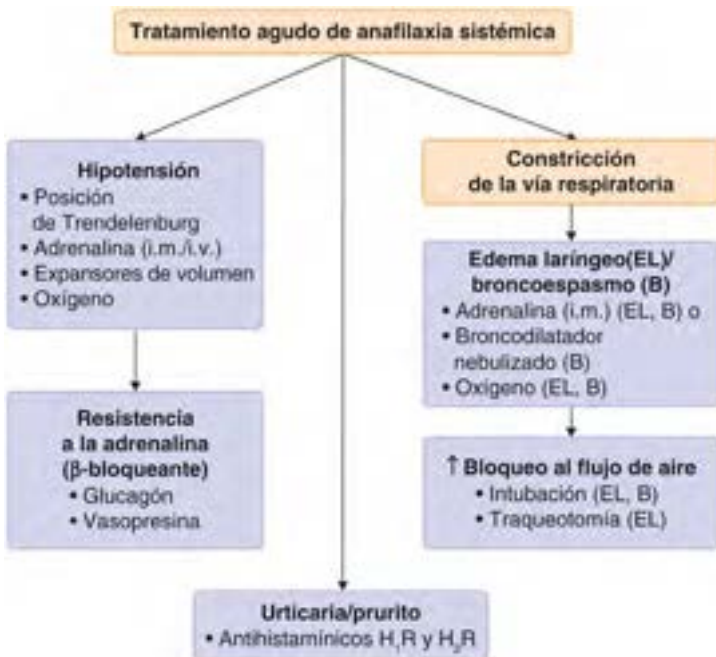 Tratamiento agudo de anafilaxia sistémica
Hipotensión
• Posición
de Trendelenburg
• Adrenalina (i.m./i.v.)
• Expansores de volumen
• Oxígeno
Resistencia
a la adrenalina
(β-bloqueante)
• Glucagón
• Vasopresina
Constricción
de la vía respiratoria
Edema laríngeo(EL)/
broncoespasmo (B)
• Adrenalina (i.m.) (EL, B) o
• Broncodilatador
nebulizado (B)
• Oxígeno (EL, B)
↑ Bloqueo al flujo de aire
• Intubación (EL, B)
• Traqueotomía (EL)
Urticaria/prurito
• Antihistamínicos H₁R y H₂R